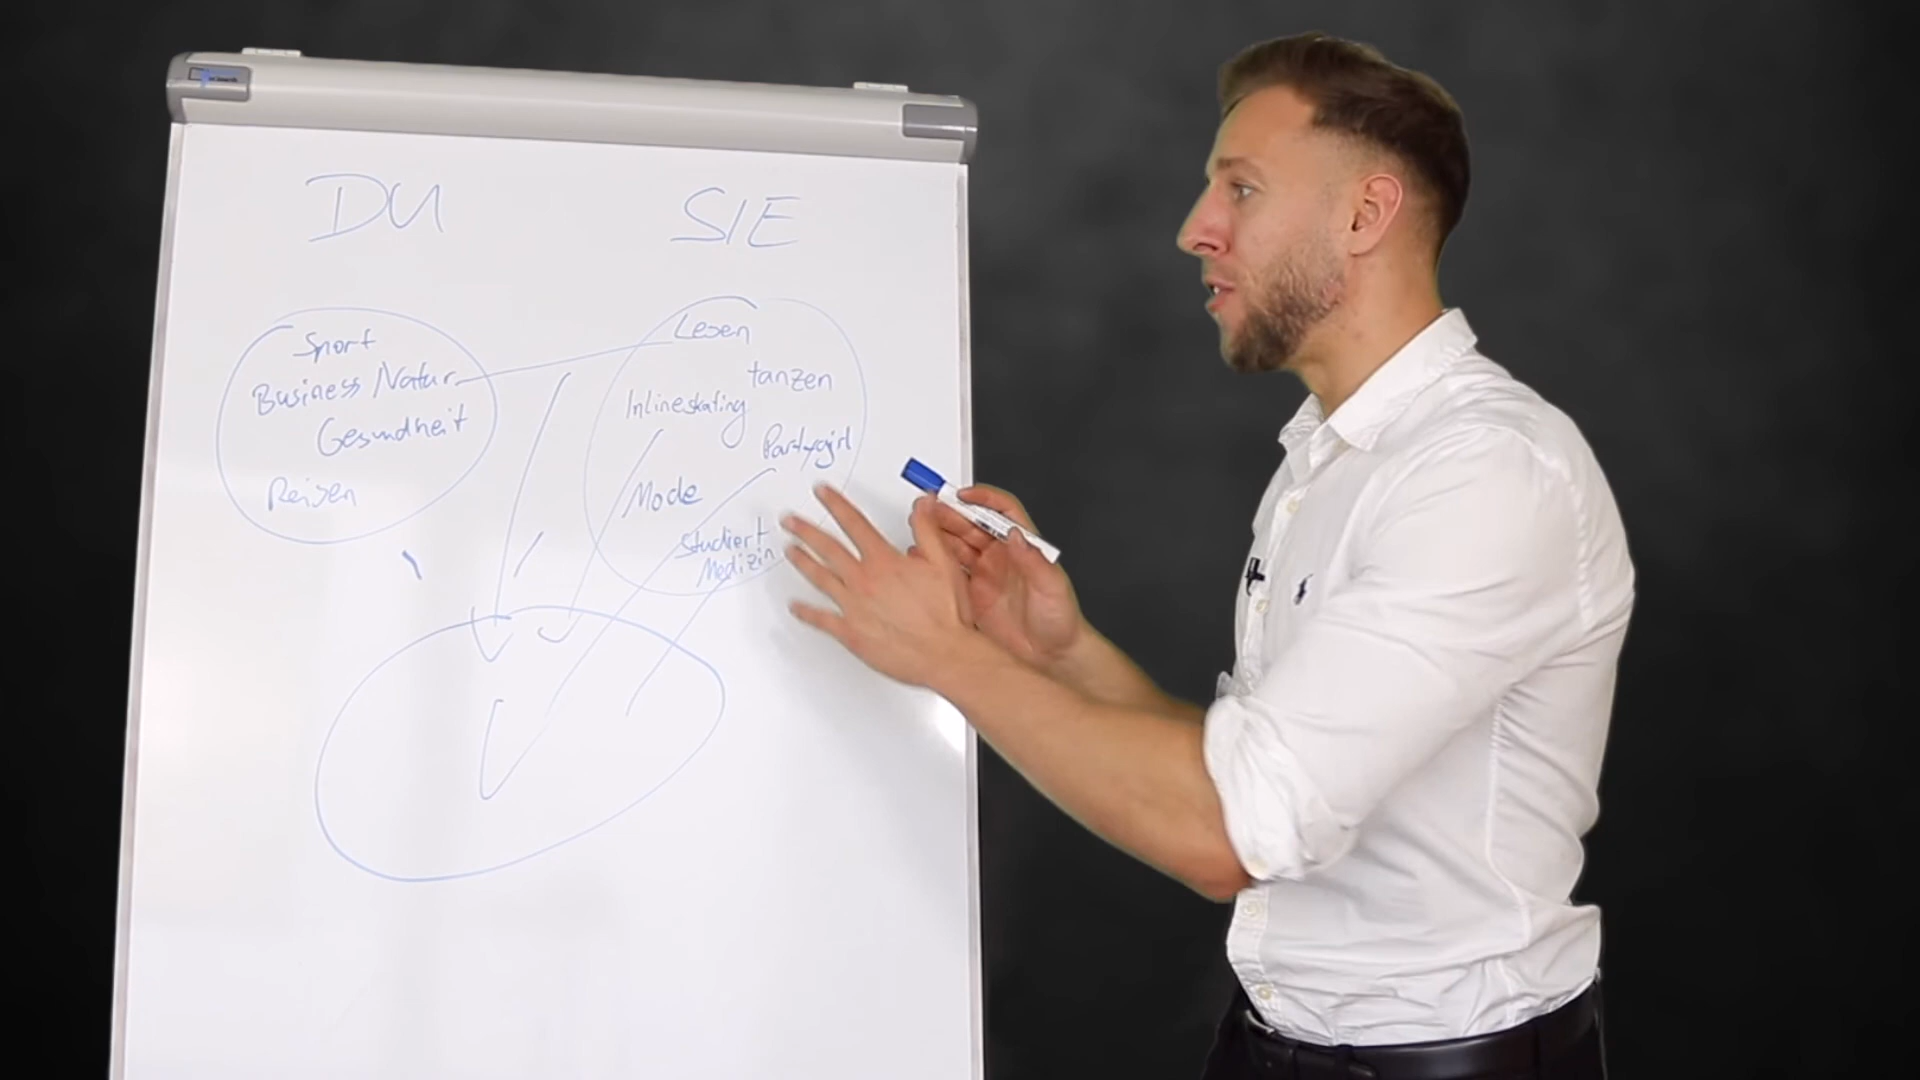 DU
SIE
Sport
Business Natur
Gesundheit
Reisen
Lesen
tanzen
Inlineskating
Partygirl
Mode
Studiert
Medizin